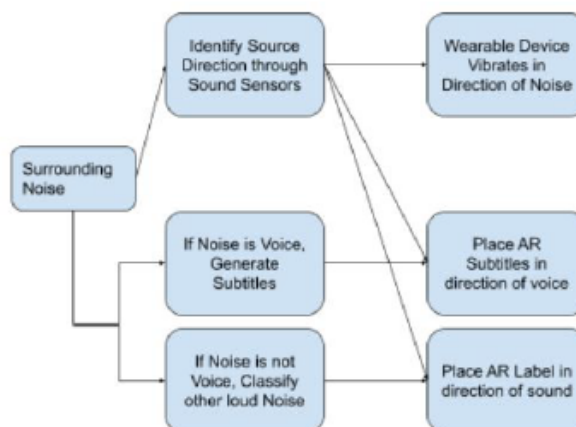 Identify Source
Direction through
Sound Sensors
Wearable Device
Vibrates in
Direction of Noise
Surrounding
Noise
If Noise is Voice,
Generate
Subtitles
Place AR
Subtitles in
direction of voice
If Noise is not
Voice, Classify
other loud Noise
Place AR Label in
direction of sound